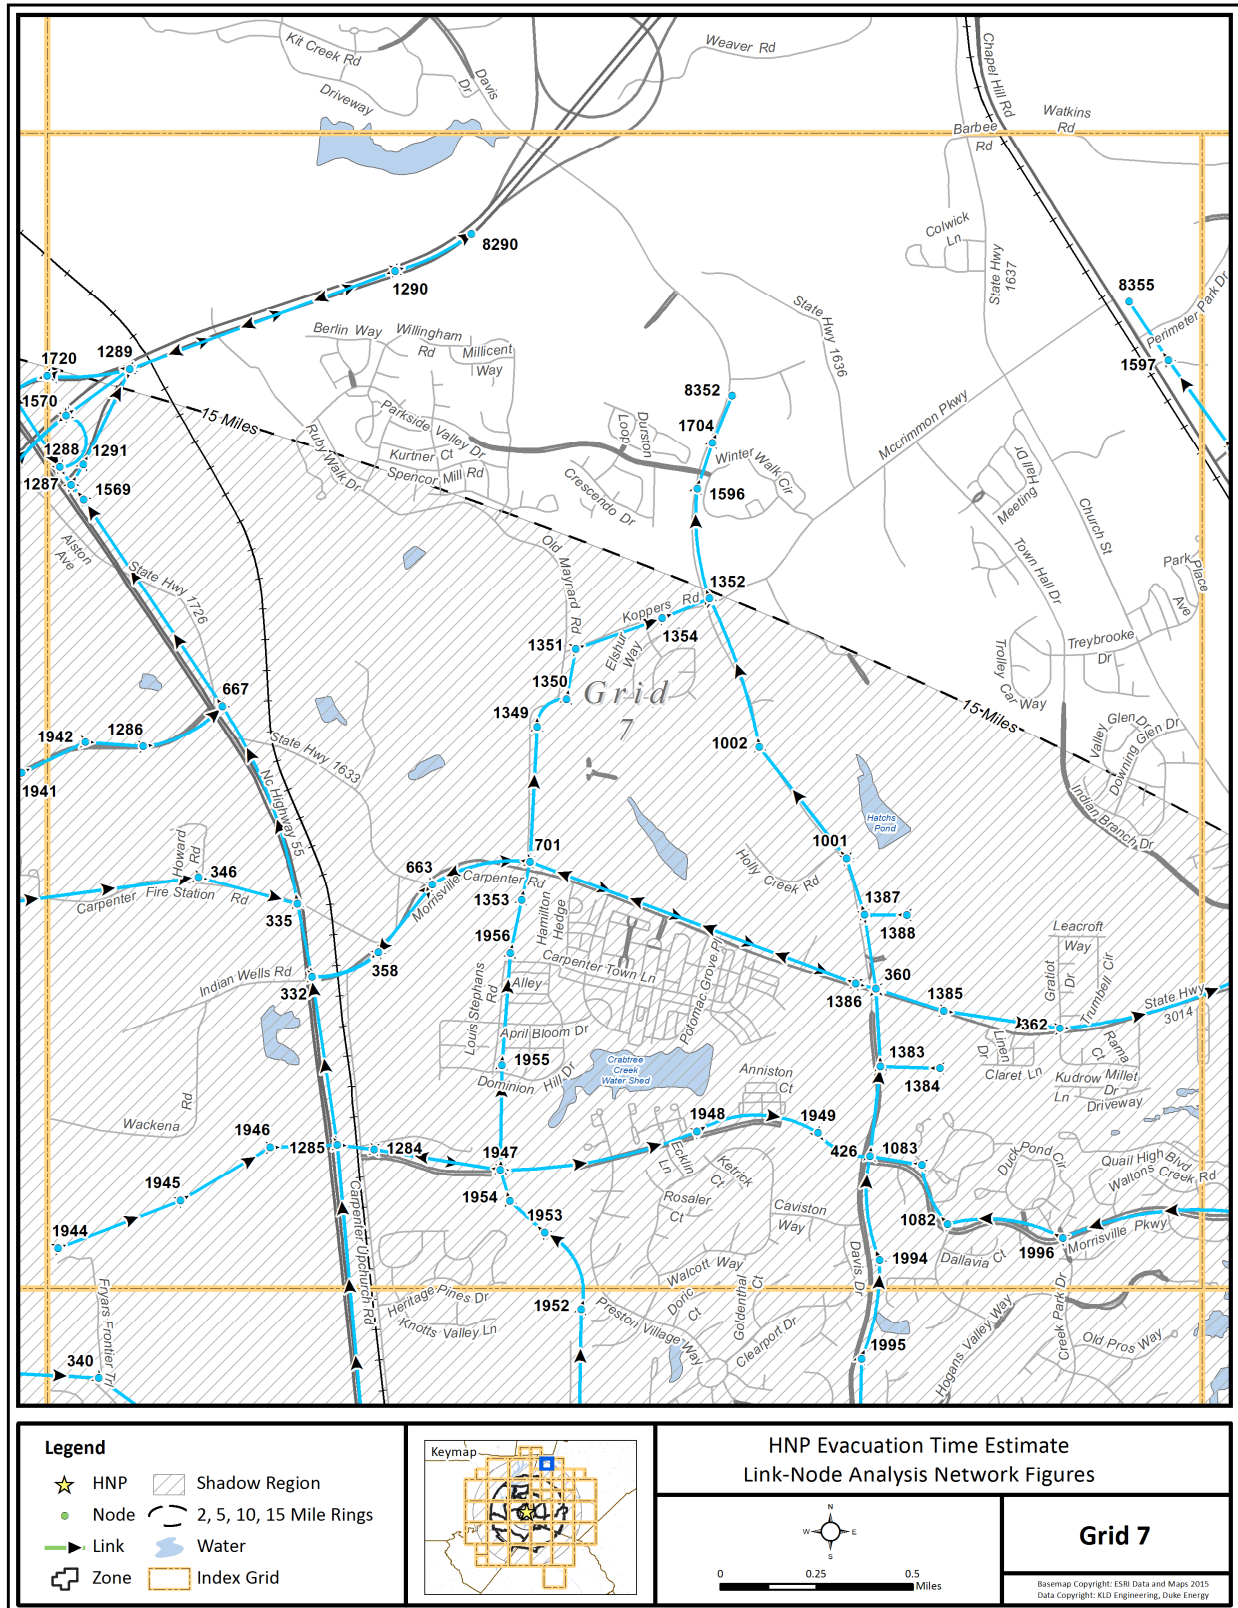 Kit Creek Rd
Davis
Dr
Driveway
Weaver Rd
Chapel Hill Rd
Watkins
Rd
Barbee
Rd
Colwick
Ln
State Hwy
1637
8290
1290
8355
Perimeter Park Dr
1597
State Hwy 1636
1720
1289
Berlin Way
Willingham
Rd
Millicent
Way
1570
15 Miles
8352
1704
Durston
Loop
Parkside Valley Dr
Mccrimmon Pkwy
Ruby Walk Dr
Kurtner Ct
Spencor Mill Rd
Crescendo Dr
Winter Walk Cir
1596
1288
1291
1287
1569
Meeting
Hall Dr
Church St
Alston
Ave
State Hwy 1726
Old Maynard Rd
Town Hall Dr
Park
Place
Ave
1352
Koppers Rd
1354
1351
Elshur
Way
1350
Grid
7
1349
Trolley Car
Way
Treybrooke
Dr
15 Miles
667
1942
1286
1941
State Hwy 1633
Nc Highway 55
1002
Valley
Glen Dr
Downing Glen Dr
Indian Branch Dr
Hatchs
Pond
1001
Holly Creek Rd
701
663
Howard
Rd
346
Carpenter Fire Station Rd
335
Morrisville
Carpenter Rd
1353
Hamilton
Hedge
1387
1388
1956
358
Carpenter Town Ln
Potomac Grove Pl
Leacroft
Way
Gratiot
Dr
Trumbell Cir
Indian Wells Rd
332
Louis Stephans
Rd
Alley
360
1386
1385
362
State Hwy
3014
April Bloom Dr
1955
Dominion Hill Dr
Crabtree
Creek
Water Shed
Anniston
Ct
1383
1384
Linen
Dr
Claret Ln
Rama
Ct
Kudrow
Ln
Millet
Dr
Driveway
Wackena
Rd
1946
1285
1284
1947
1948
1949
426
1083
Ecklin
Ln
Ketrick
Ct
Duck Pond Cir
Quail High Blvd
Waltons Creek Rd
1945
1954
Rosaler
Ct
Caviston
Way
1944
1953
1082
1996
Morrisville Pkwy
Dallavia Ct
1994
Davis Dr
Walcott Way
Doric
Ct
Goldenthal
Ct
Carpenter Upchurch Rd
Heritage Pines Dr
Knotts Valley Ln
1952
Preston Village Way
Clearport Dr
Fryars Frontier Trl
340
1995
Hogans Valley Way
Creek Park Dr
Old Pros Way
Legend
HNP
Node
Link
Zone
Shadow Region
2, 5, 10, 15 Mile Rings
Water
Index Grid
Keymap
HNP Evacuation Time Estimate
Link-Node Analysis Network Figures
N
W
E
S
0
0.25
0.5
Miles
Grid 7
Basemap Copyright: ESRI Data and Maps 2015
Data Copyright: KLD Engineering, Duke Energy